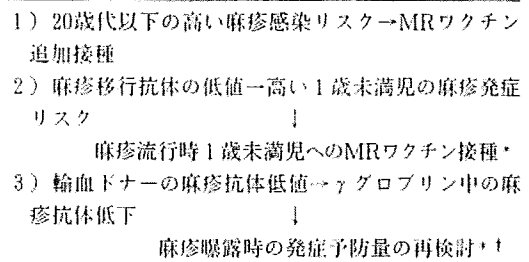 1）20歳代以下の高い麻疹感染リスク→MRワクチン
追加接種
2）麻疹移行抗体の低値→高い1歳未満児の麻疹発症
リスク ↓
麻疹流行時1歳未満児へのMRワクチン接種*
3）輸血ドナーの麻疹抗体低値→γグロブリン中の麻
疹抗体低下 ↓
麻疹曝露時の発症予防量の再検討*†